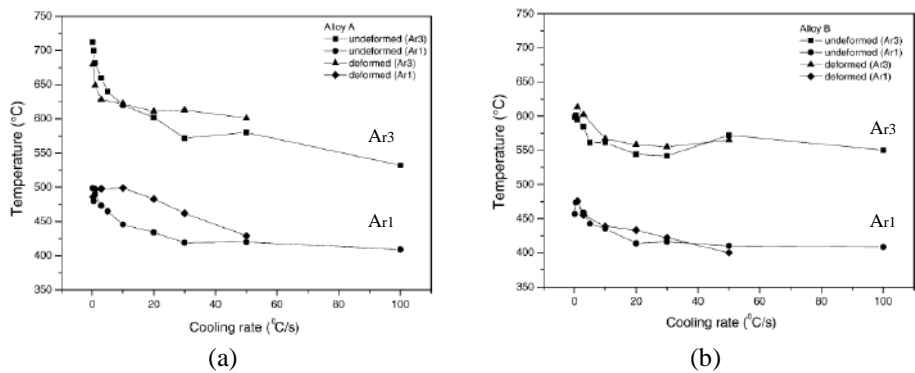 Alloy A
undeformed (Ar3)
undeformed (Ar1)
deformed (Ar3)
deformed (Ar1)
750
700
650
600
550
500
450
400
350
Temperature (°C)
Ar3
Ar1
0 20 40 60 80 100
Cooling rate (⁰C/s)
(a)
Alloy B
undeformed (Ar3)
undeformed (Ar1)
deformed (Ar3)
deformed (Ar1)
750
700
650
600
550
500
450
400
350
Temperature (°C)
Ar3
Ar1
0 20 40 60 80 100
Cooling rate (⁰C/s)
(b)